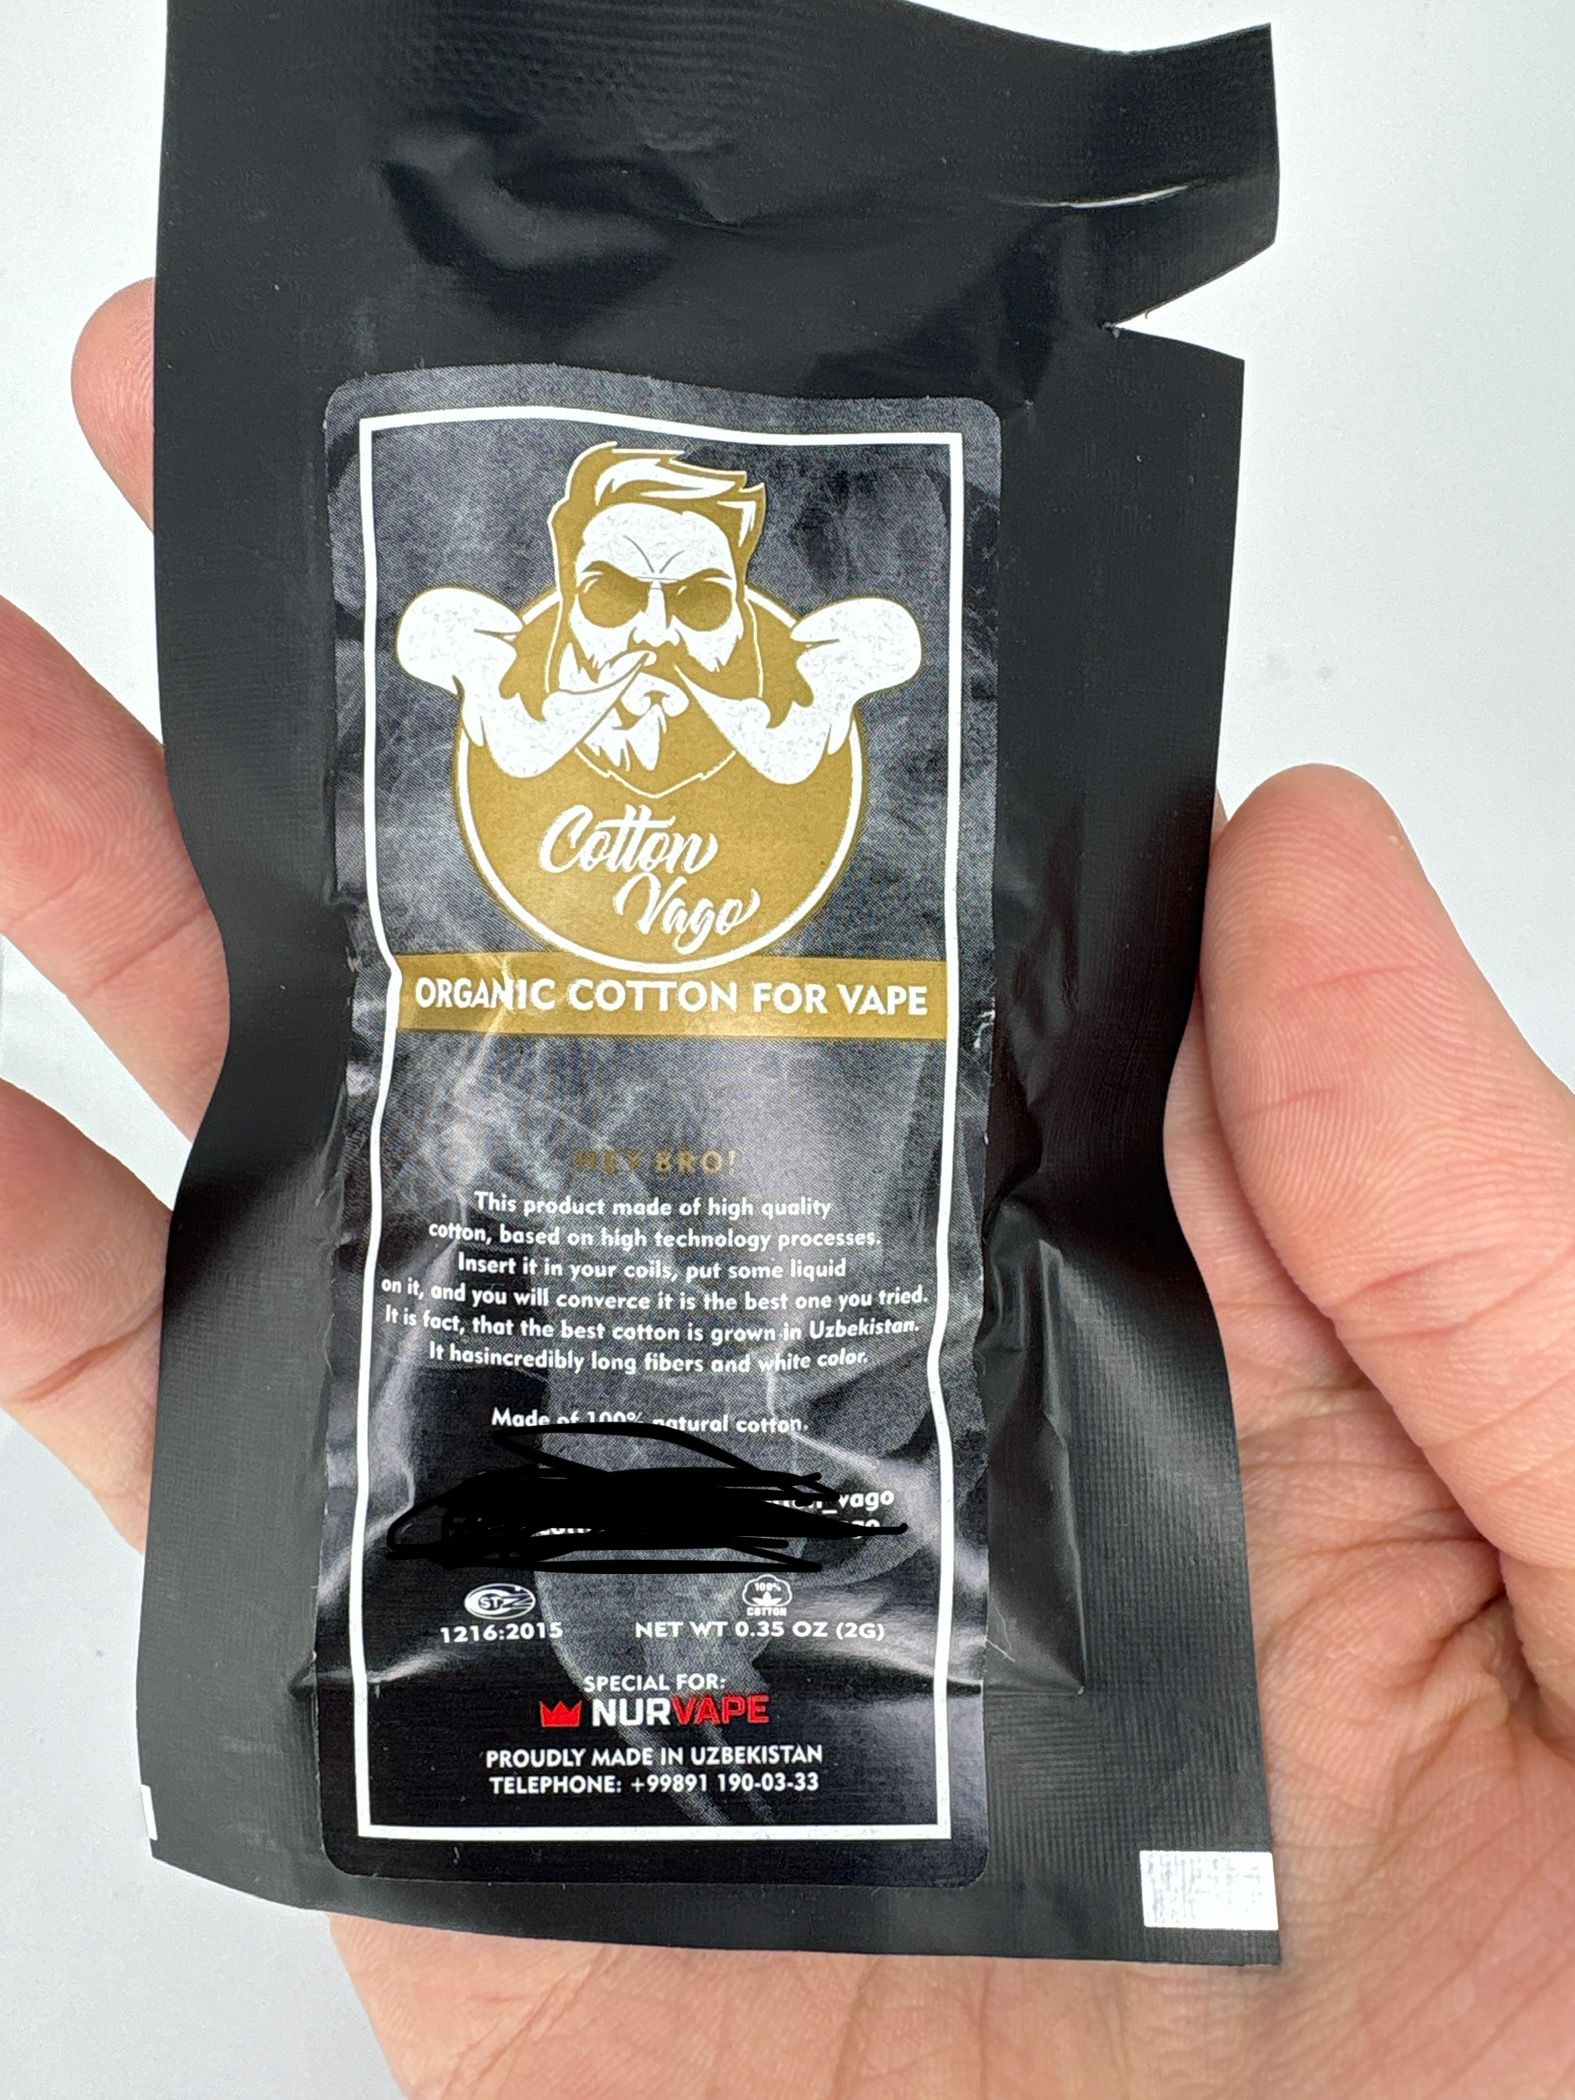 Cotton
Vago
ORGANIC COTTON FOR VAPE
HEY BRO!
This product made of high quality
cotton, based on high technology processes.
Insert it in your coils, put some liquid
on it, and you will converce it is the best one you tried.
It is fact, that the best cotton is grown in Uzbekistan.
It hasincredibly long fibers and white color.
Made of 100% natural cotton.
_vago
100%
COTTON
1216:2015
NET WT 0.35 OZ (2G)
SPECIAL FOR:
NURVAPE
PROUDLY MADE IN UZBEKISTAN
TELEPHONE: +99891 190-03-33